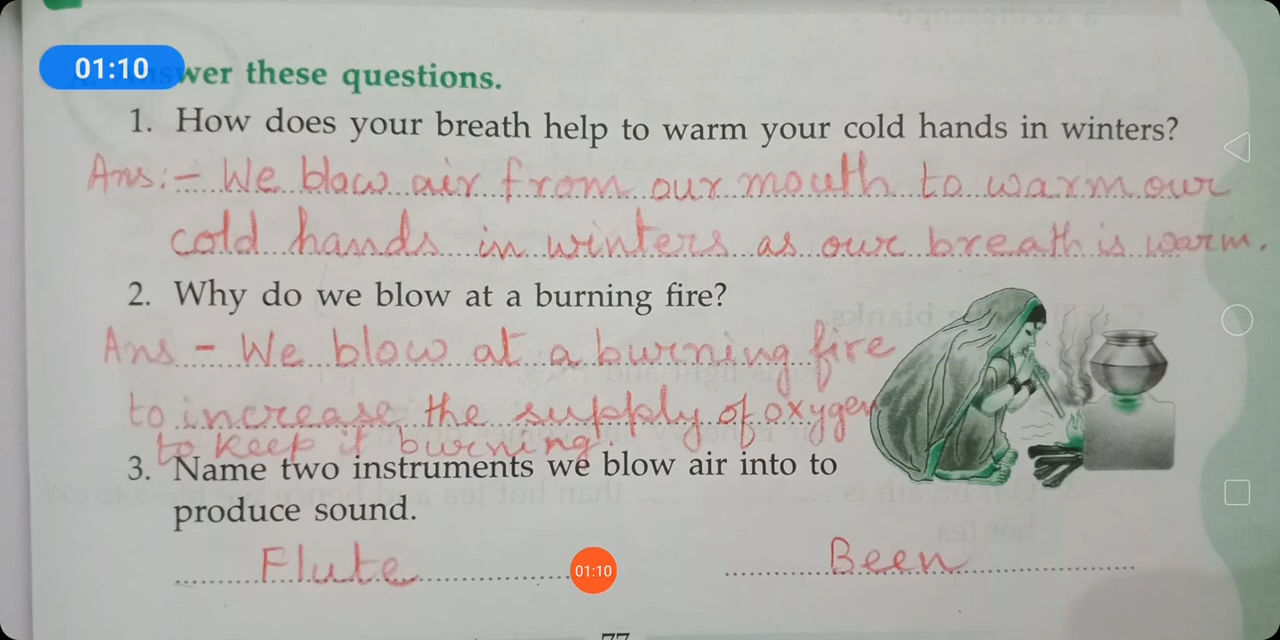 01:10
wer these questions.
1. How does your breath help to warm your cold hands in winters?
Ans:- We blow air from our mouth to warm our
cold hands in winters as our breath is warm.
2. Why do we blow at a burning fire?
Ans - We blow at a burning fire
to increase the supply of oxygen
to keep it burning
3. Name two instruments we blow air into to
produce sound.
Flute Been
01:10
77